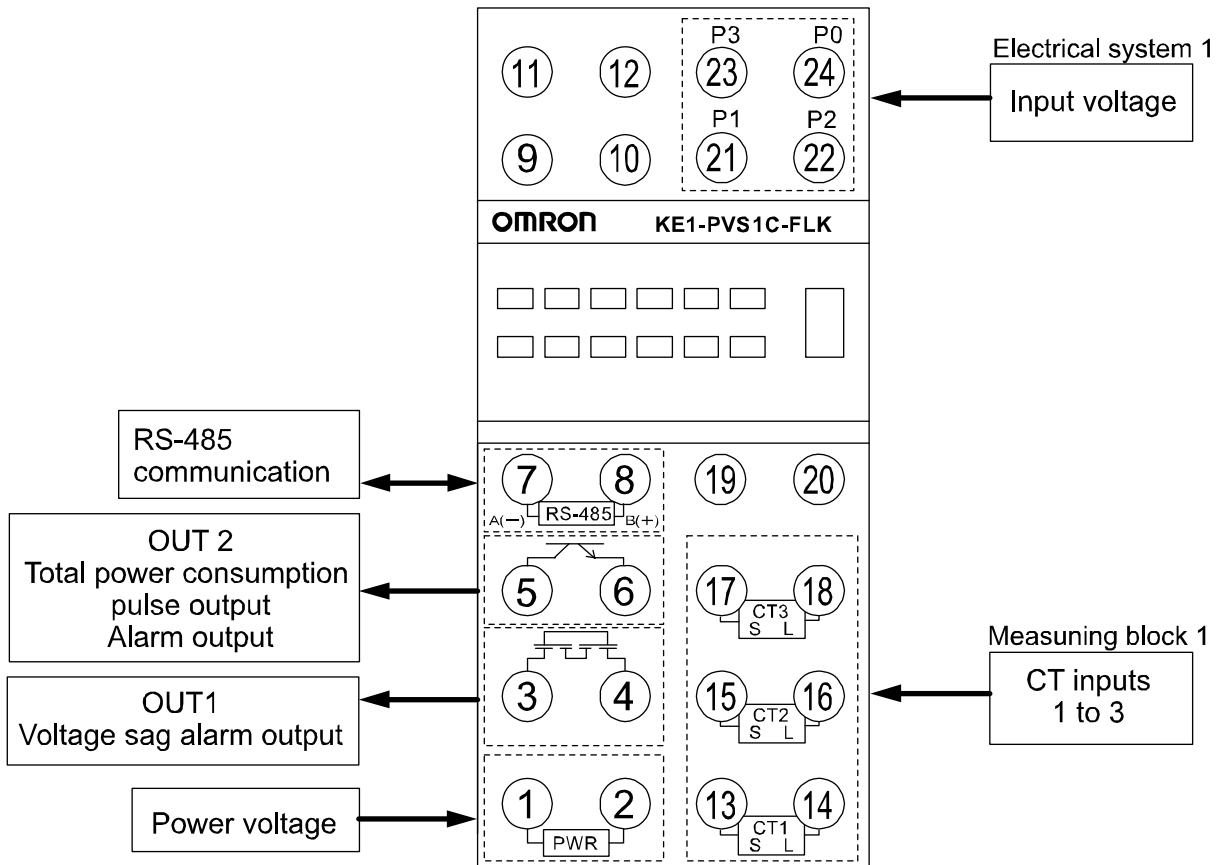 P3 P0
11 12 23 24
Electrical system 1
Input voltage
P1 P2
9 10 21 22
OMRON KE1-PVS1C-FLK
RS-485
communication
7 8 19 20
A(−) RS-485 B(+)
OUT 2
Total power consumption
pulse output
Alarm output
5 6 17 18
CT3
S L
OUT1
Voltage sag alarm output
3 4 15 16
CT2
S L
Measuning block 1
CT inputs
1 to 3
Power voltage
1 2 13 14
PWR
CT1
S L